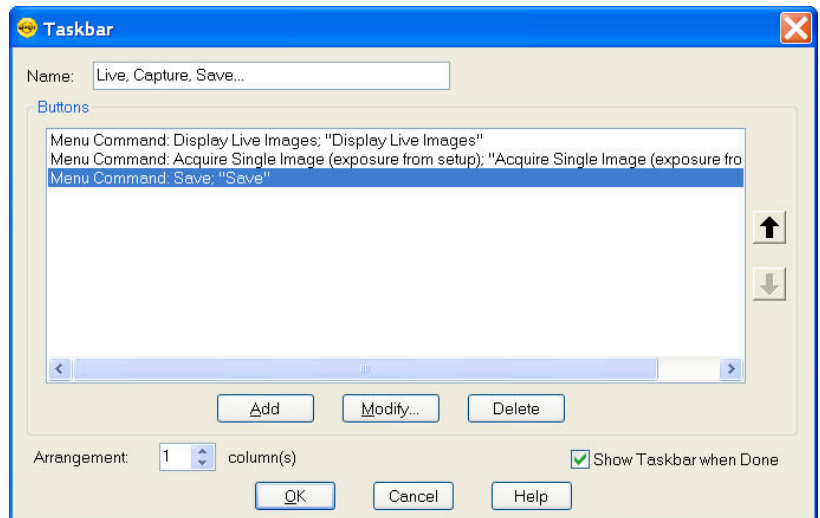 Taskbar
Name: Live, Capture, Save...
Buttons
Menu Command: Display Live Images; "Display Live Images"
Menu Command: Acquire Single Image (exposure from setup); "Acquire Single Image (exposure fro
Menu Command: Save; "Save"
Add Modify... Delete
Arrangement: 1 column(s) Show Taskbar when Done
OK Cancel Help